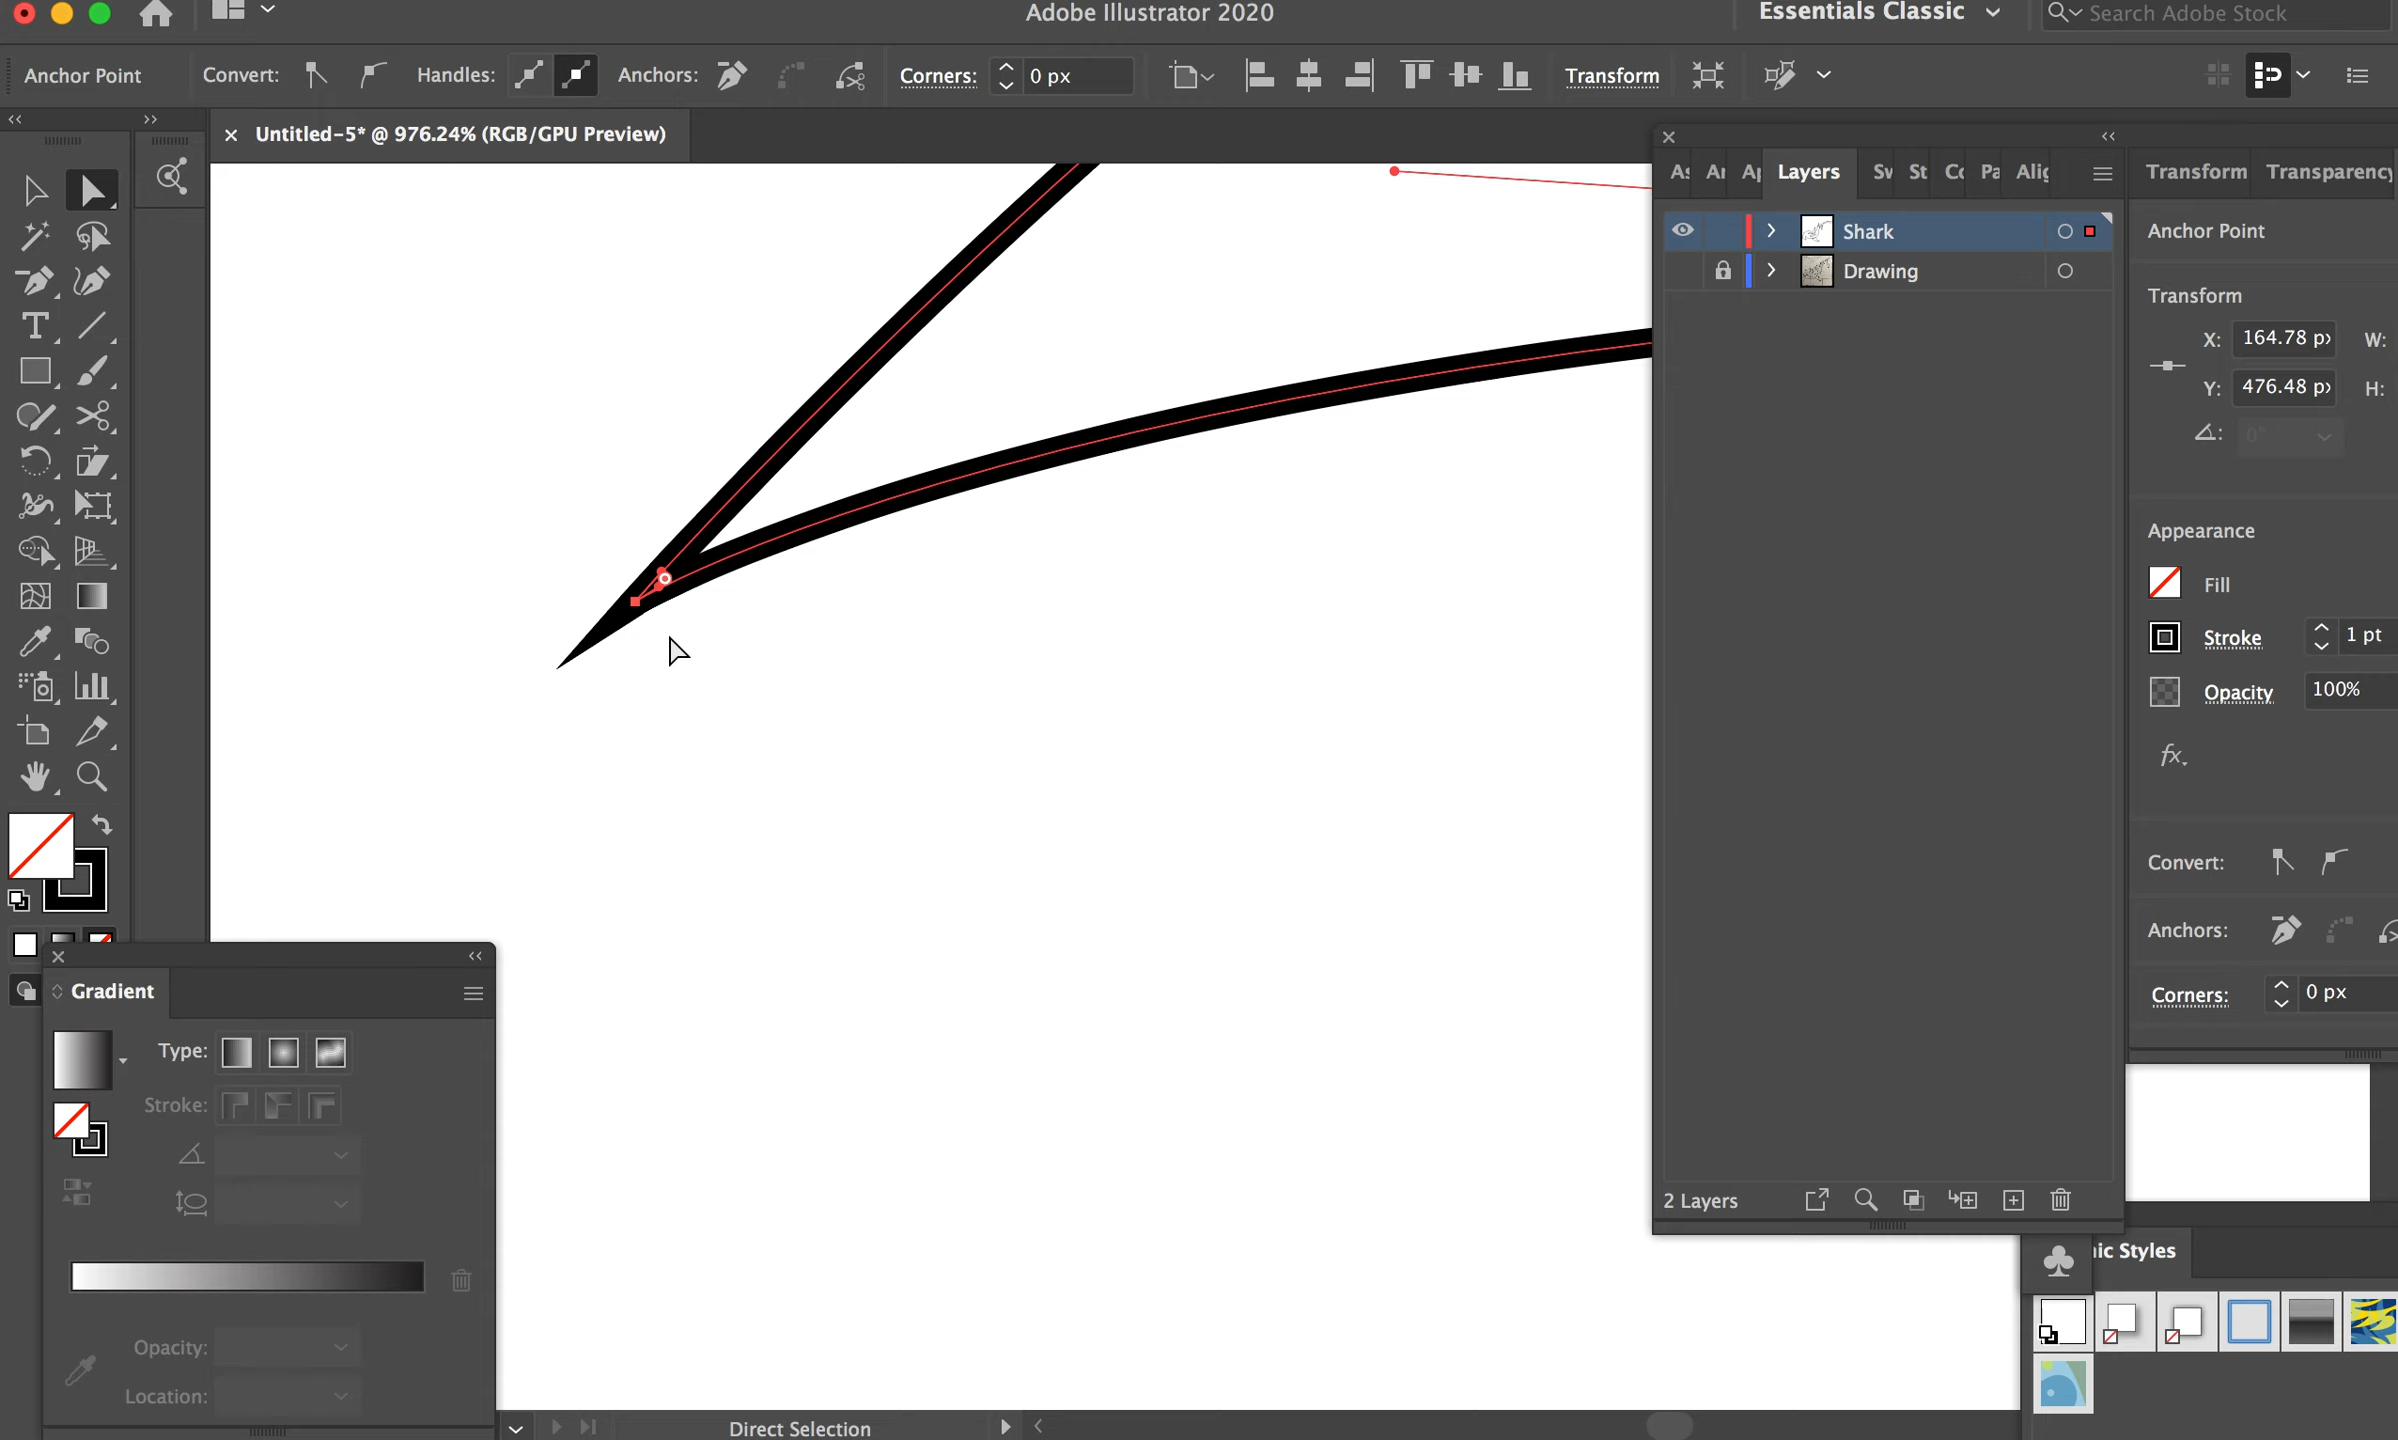 Adobe Illustrator 2020
Essentials Classic
Search Adobe Stock
Anchor Point
Convert:
Handles:
Anchors:
Corners:
0 px
Transform
Untitled-5* @ 976.24% (RGB/GPU Preview)
Layers
Transform
Transparency
Shark
Drawing
2 Layers
Anchor Point
Transform
X:
164.78 px
W:
Y:
476.48 px
H:
0°
Appearance
Fill
Stroke
1 pt
Opacity
100%
fx
Convert:
Anchors:
Corners:
0 px
ic Styles
Gradient
Type:
Stroke:
Opacity:
Location:
Direct Selection